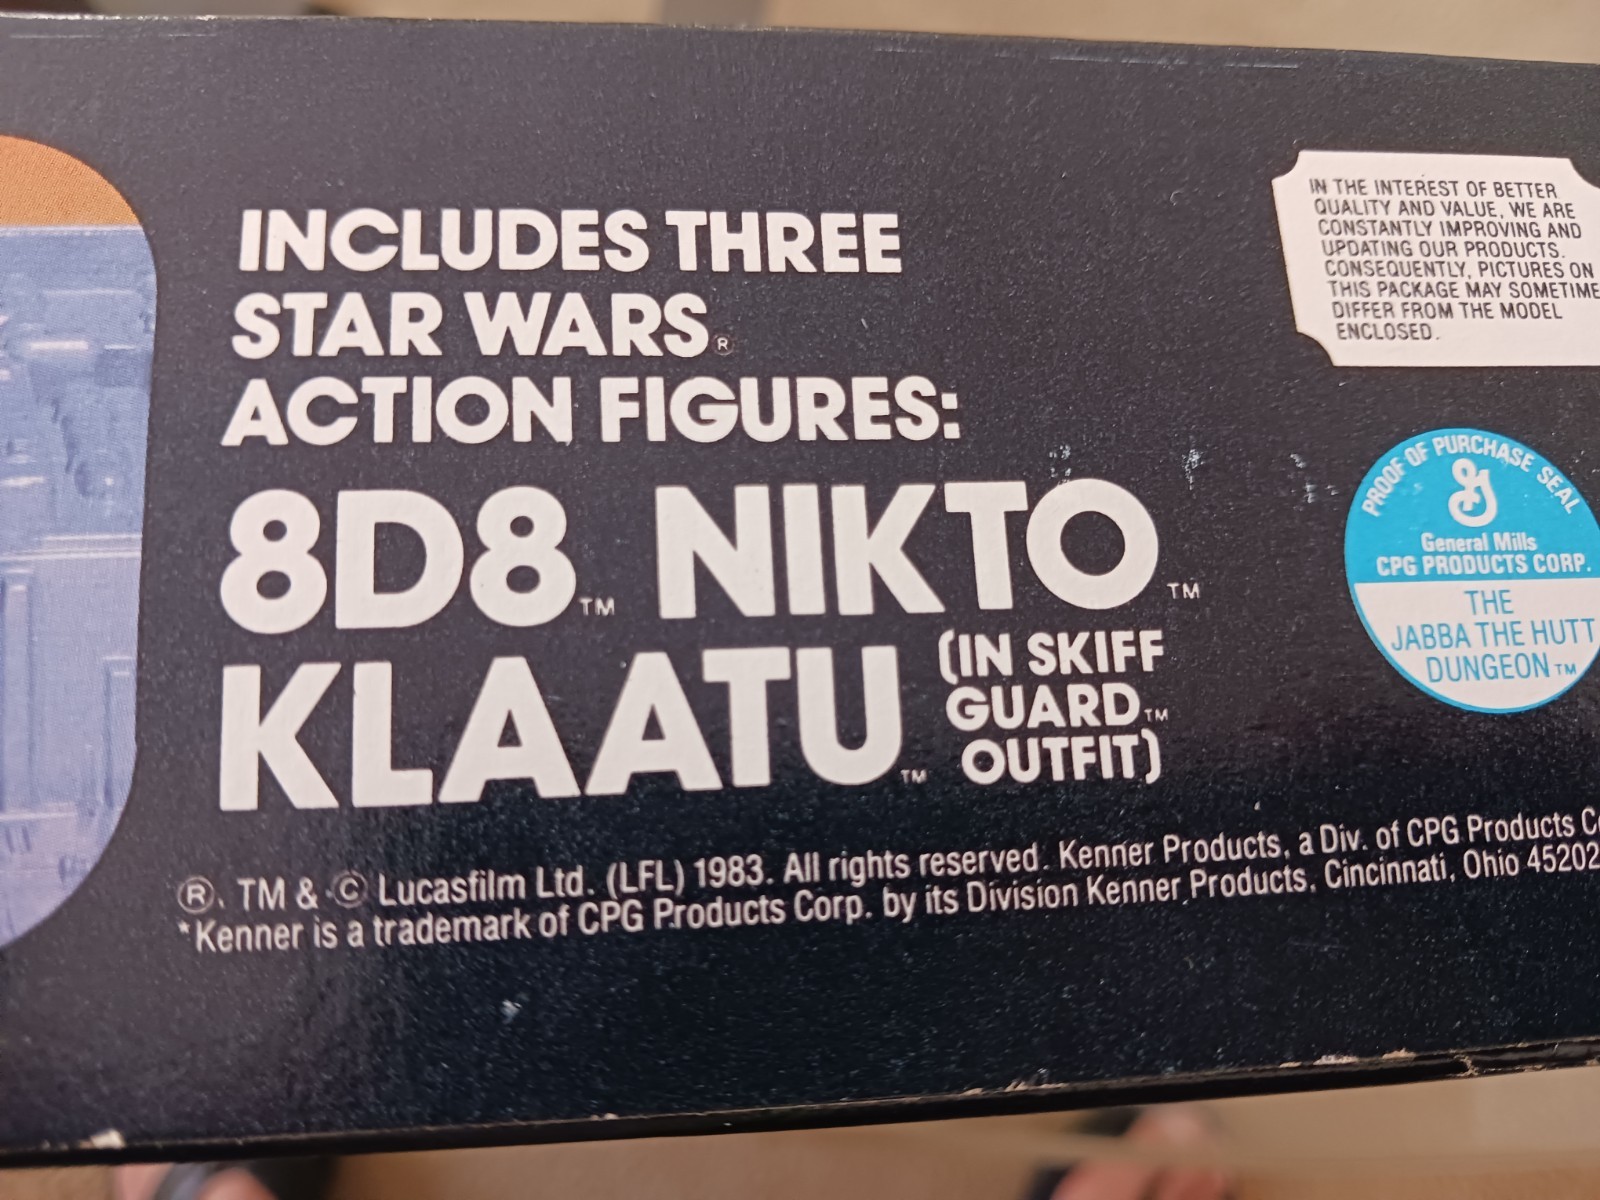 INCLUDES THREE
STAR WARS®
ACTION FIGURES:
8D8™ NIKTO™
KLAATU™ (IN SKIFF
GUARD™
OUTFIT)
®, TM & © Lucasfilm Ltd. (LFL) 1983. All rights reserved. Kenner Products, a Div. of CPG Products
*Kenner is a trademark of CPG Products Corp. by its Division Kenner Products, Cincinnati, Ohio 45202
IN THE INTEREST OF BETTER
QUALITY AND VALUE, WE ARE
CONSTANTLY IMPROVING AND
UPDATING OUR PRODUCTS.
CONSEQUENTLY, PICTURES ON
THIS PACKAGE MAY SOMETIME
DIFFER FROM THE MODEL
ENCLOSED.
PROOF OF PURCHASE SEAL
G
General Mills
CPG PRODUCTS CORP.
THE
JABBA THE HUTT
DUNGEON™